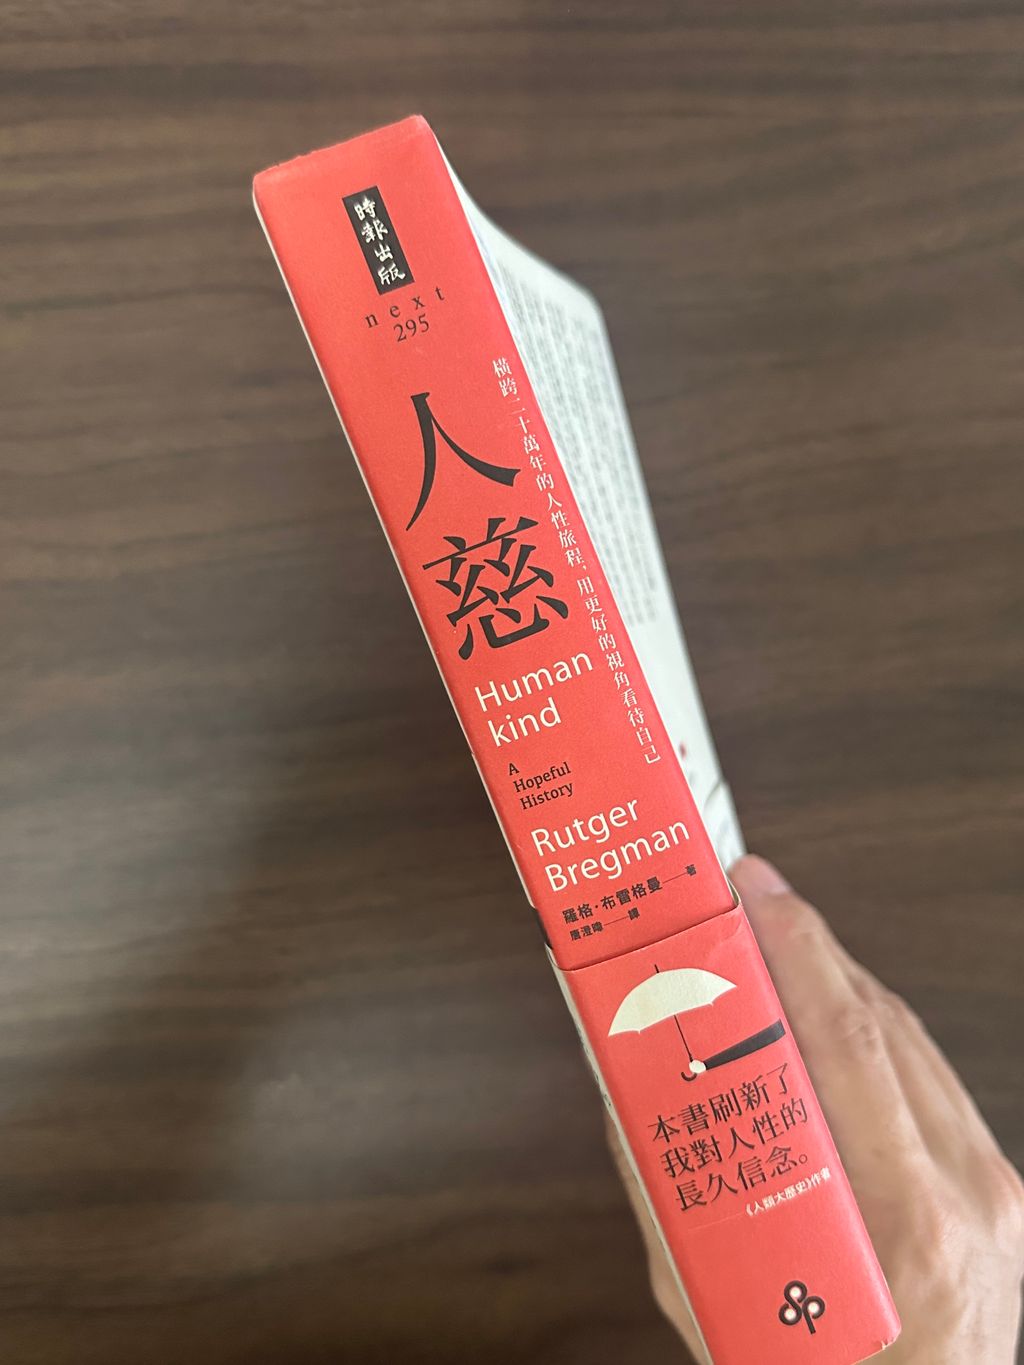 時報出版
next
295
人慈
橫跨二十萬年的人性旅程，用更好的視角看待自己
Human
kind
A
Hopeful
History
Rutger
Bregman
羅格・布雷格曼——著
唐澄暐——譯
本書刷新了
我對人性的
長久信念。
《人類大歷史》作者